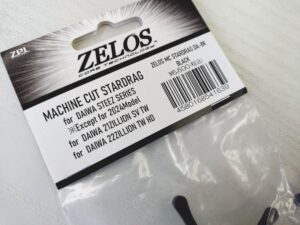 ZPI
ZELOS
CORE TECHNOLOGY
MACHINE CUT STARDRAG
for DAIWA STEEZ SERIES
※Except for 2024Model
for DAIWA 21ZILLION SV TW
for DAIWA 22ZILLION TW HD
ZELOS MC STARDRAG DA-BK
BLACK
4580168541639